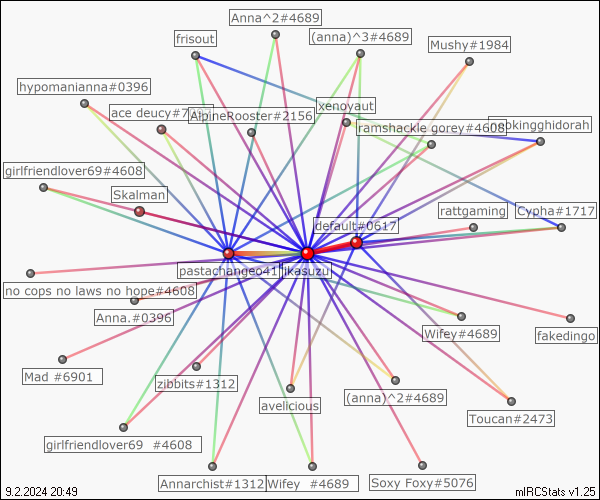 Anna^2#4689
(anna)^3#4689
frisout
Mushy#1984
hypomanianna#0396
xenoyaut
ace deucy#7
AlpineRooster#2156
ramshackle gorey#4608
okingghidorah
girlfriendlover69#4608
Skalman
rattgaming
Cypha#1717
default#0617
pastachangeo41
jikasuzu
no cops no laws no hope#4608
Anna.#0396
Wifey#4689
fakedingo
Mad #6901
zibbits#1312
avelicious
(anna)^2#4689
Toucan#2473
girlfriendlover69  #4608
Annarchist#1312
Wifey  #4689
Soxy Foxy#5076
9.2.2024 20:49
mIRCStats v1.25